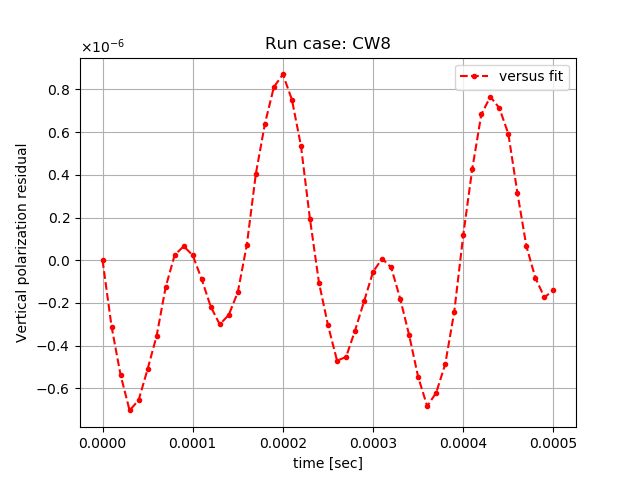 Run case: CW8
×10⁻⁶
versus fit
Vertical polarization residual
0.8
0.6
0.4
0.2
0.0
−0.2
−0.4
−0.6
0.0000 0.0001 0.0002 0.0003 0.0004 0.0005
time [sec]